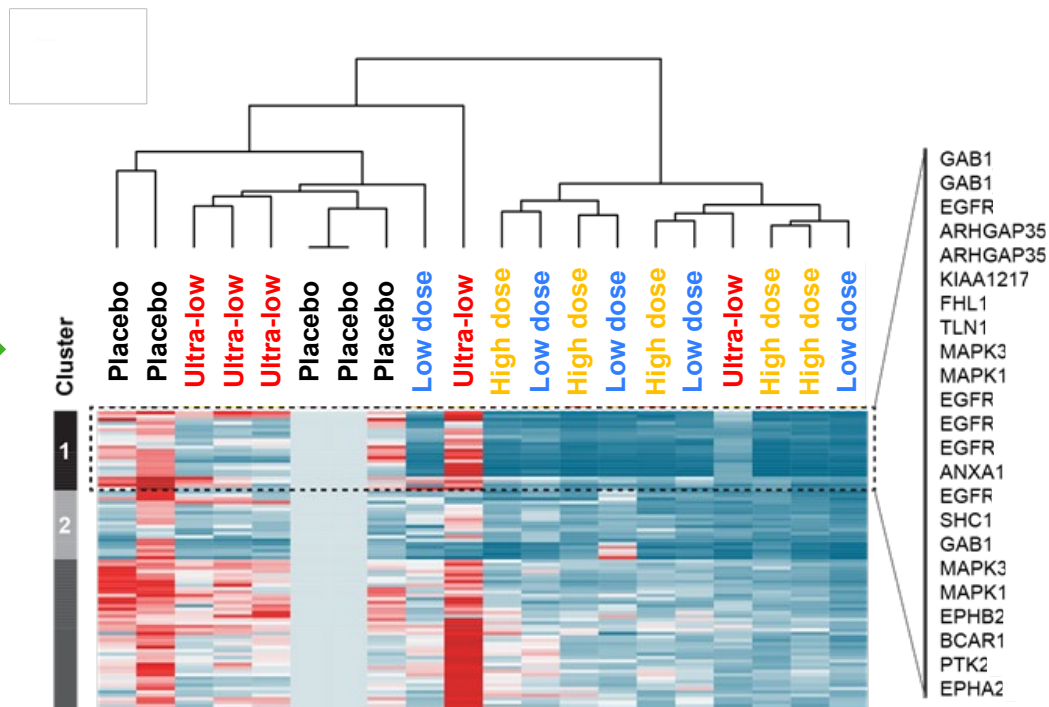 Placebo
Placebo
Ultra-low
Ultra-low
Ultra-low
Placebo
Placebo
Placebo
Low dose
Ultra-low
High dose
Low dose
High dose
Low dose
High dose
Low dose
Ultra-low
High dose
High dose
Low dose
Cluster
1
2
GAB1
GAB1
EGFR
ARHGAP35
ARHGAP35
KIAA1217
FHL1
TLN1
MAPK3
MAPK1
EGFR
EGFR
EGFR
ANXA1
EGFR
SHC1
GAB1
MAPK3
MAPK1
EPHB2
BCAR1
PTK2
EPHA2